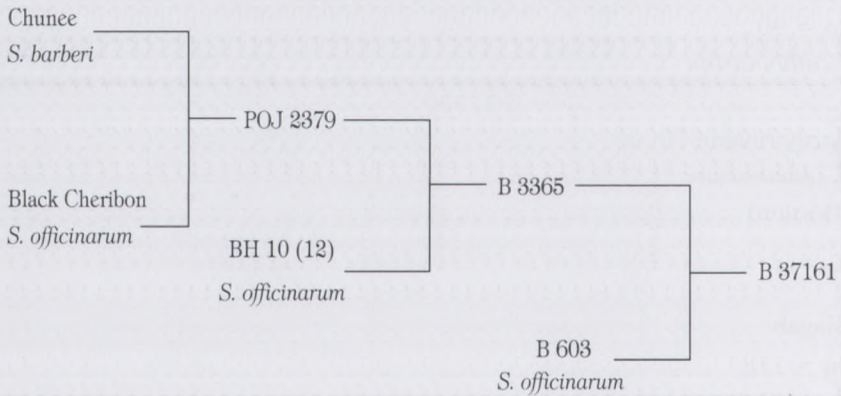 Chunee
S. barberi
POJ 2379
Black Cheribon
S. officinarum
BH 10 (12)
S. officinarum
B 3365
B 37161
B 603
S. officinarum